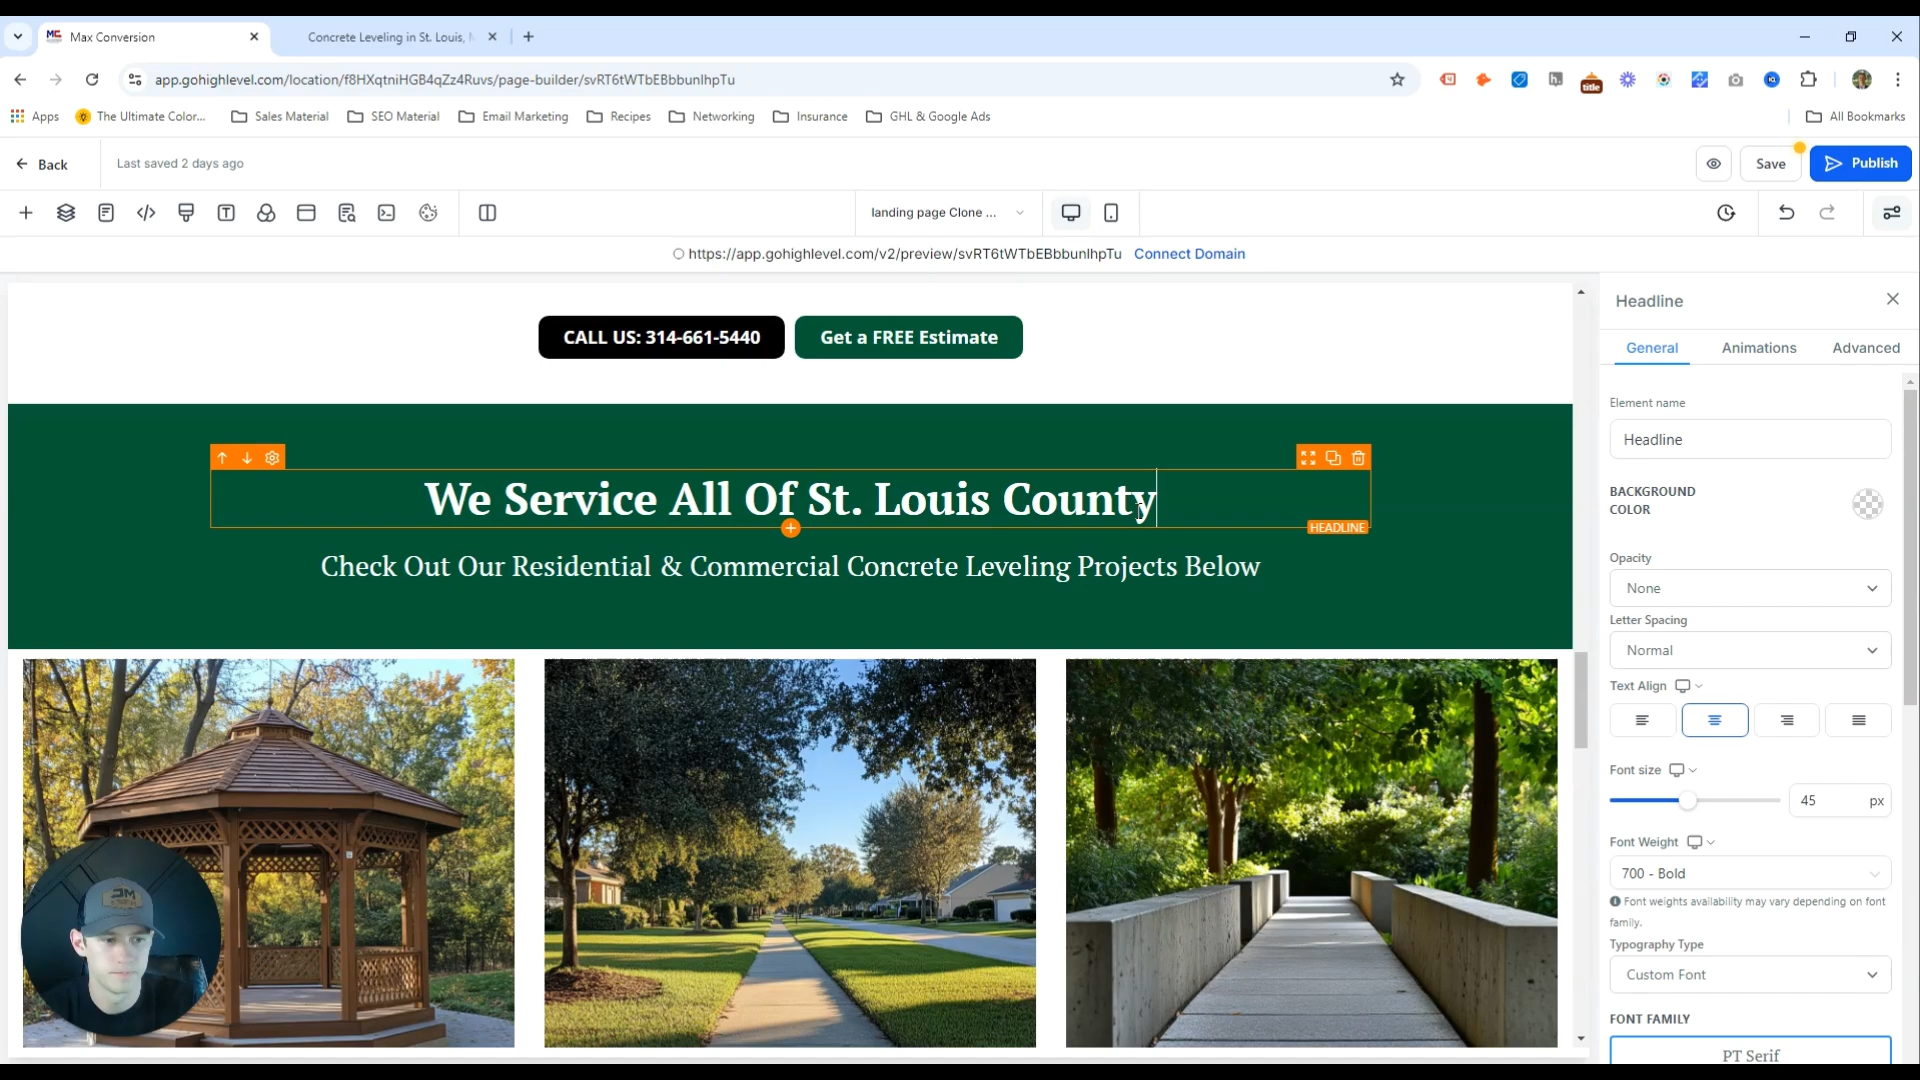 Max Conversion
Concrete Leveling in St. Louis,
app.gohighlevel.com/location/f8HXqtniHGB4qZz4Ruvs/page-builder/svRT6tWTbEBbbunlhpTu
Apps
The Ultimate Color...
Sales Material
SEO Material
Email Marketing
Recipes
Networking
Insurance
GHL & Google Ads
All Bookmarks
Back
Last saved 2 days ago
Save
Publish
landing page Clone ...
https://app.gohighlevel.com/v2/preview/svRT6tWTbEBbbunlhpTu Connect Domain
CALL US: 314-661-5440
Get a FREE Estimate
We Service All Of St. Louis County
HEADLINE
Check Out Our Residential & Commercial Concrete Leveling Projects Below
Headline
General
Animations
Advanced
Element name
Headline
BACKGROUND
COLOR
Opacity
None
Letter Spacing
Normal
Text Align
Font size
45 px
Font Weight
700 - Bold
Font weights availability may vary depending on font
family.
Typography Type
Custom Font
FONT FAMILY
PT Serif